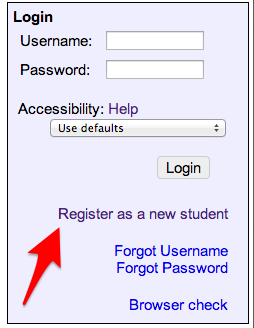 Login
Username:
Password:
Accessibility: Help
Use defaults
Login
Register as a new student
Forgot Username
Forgot Password
Browser check